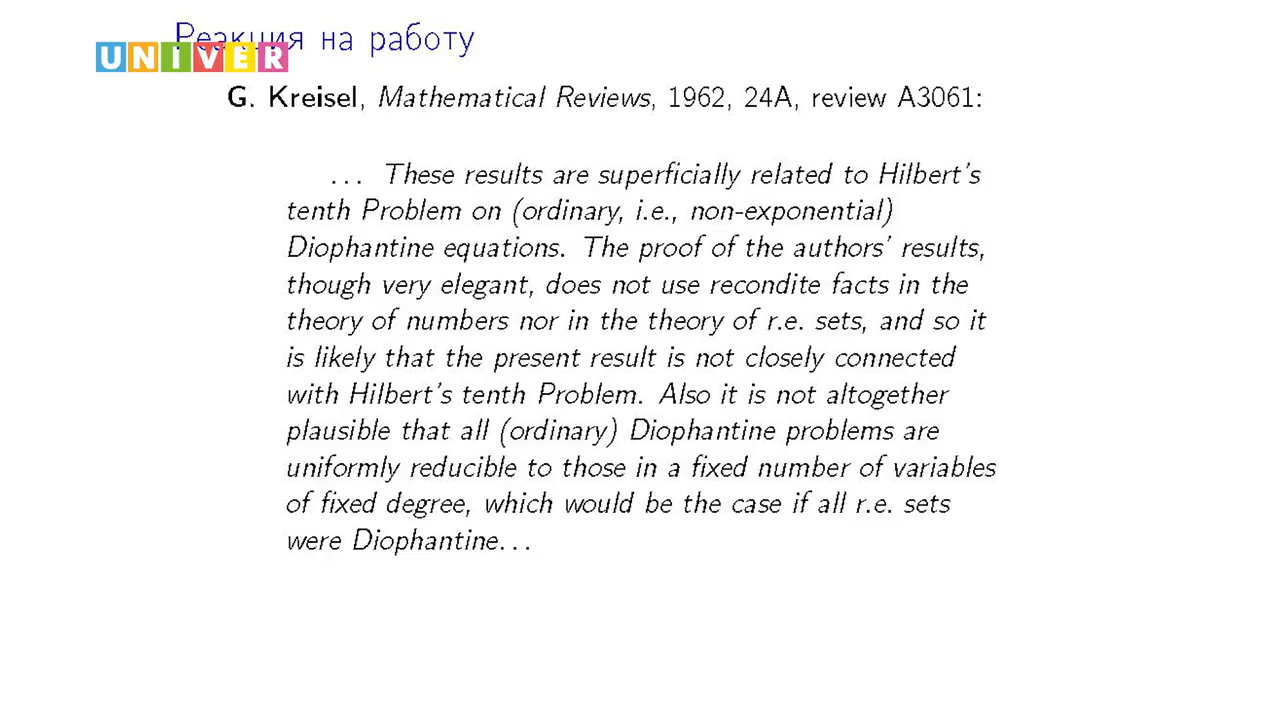 Реакция на работу
UNIVER
G. Kreisel, Mathematical Reviews, 1962, 24A, review A3061:
... These results are superficially related to Hilbert's
tenth Problem on (ordinary, i.e., non-exponential)
Diophantine equations. The proof of the authors' results,
though very elegant, does not use recondite facts in the
theory of numbers nor in the theory of r.e. sets, and so it
is likely that the present result is not closely connected
with Hilbert's tenth Problem. Also it is not altogether
plausible that all (ordinary) Diophantine problems are
uniformly reducible to those in a fixed number of variables
of fixed degree, which would be the case if all r.e. sets
were Diophantine...